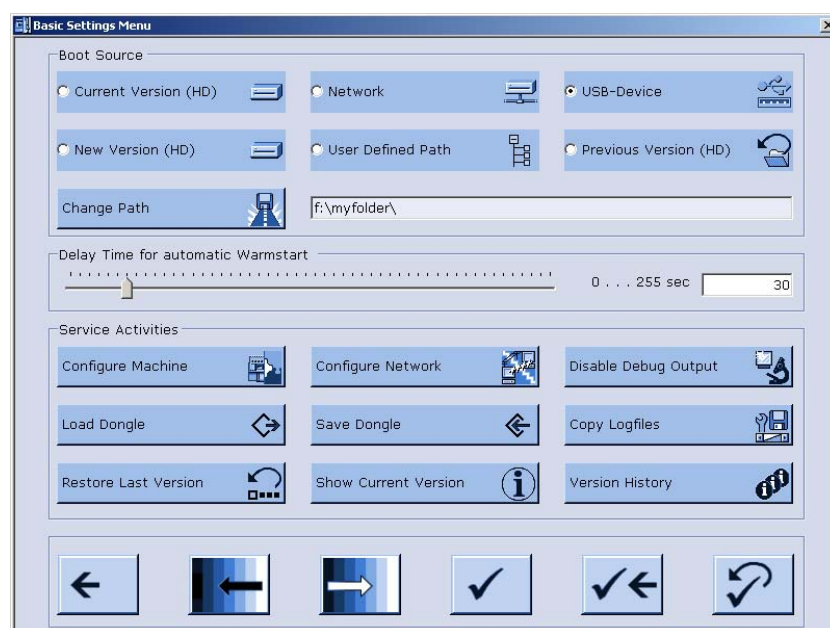 Basic Settings Menu
Boot Source
Current Version (HD)
Network
USB-Device
New Version (HD)
User Defined Path
Previous Version (HD)
Change Path
f:\myfolder\
Delay Time for automatic Warmstart
0 . . . 255 sec
30
Service Activities
Configure Machine
Configure Network
Disable Debug Output
Load Dongle
Save Dongle
Copy Logfiles
Restore Last Version
Show Current Version
Version History